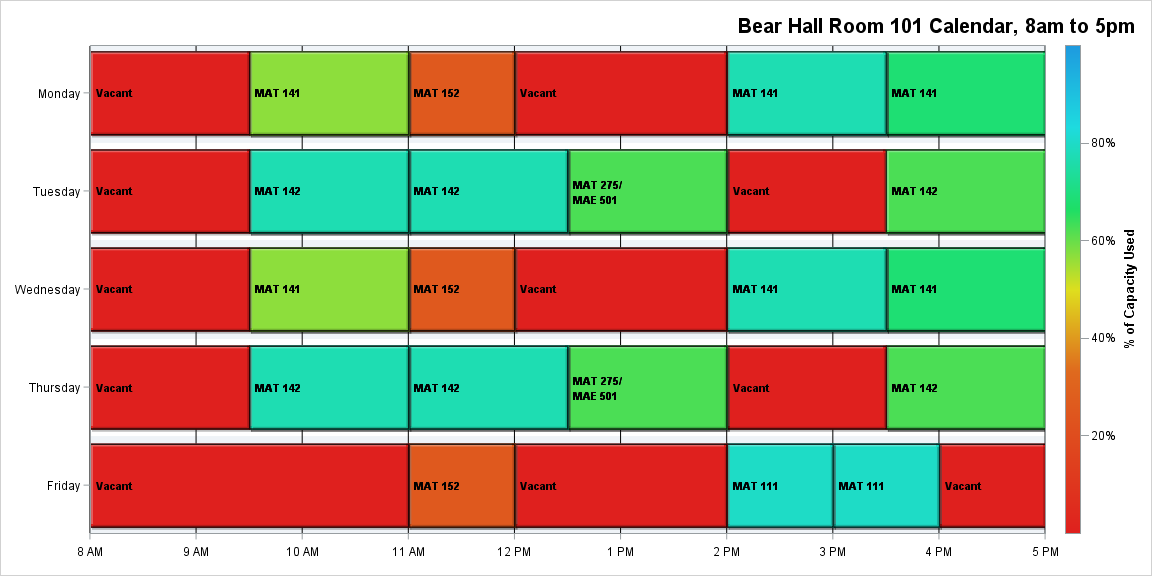 Bear Hall Room 101 Calendar, 8am to 5pm
Monday
Vacant
MAT 141
MAT 152
Vacant
MAT 141
MAT 141
Tuesday
Vacant
MAT 142
MAT 142
MAT 275/
MAE 501
Vacant
MAT 142
Wednesday
Vacant
MAT 141
MAT 152
Vacant
MAT 141
MAT 141
Thursday
Vacant
MAT 142
MAT 142
MAT 275/
MAE 501
Vacant
MAT 142
Friday
Vacant
MAT 152
Vacant
MAT 111
MAT 111
Vacant
8 AM
9 AM
10 AM
11 AM
12 PM
1 PM
2 PM
3 PM
4 PM
5 PM
80%
60%
40%
20%
% of Capacity Used